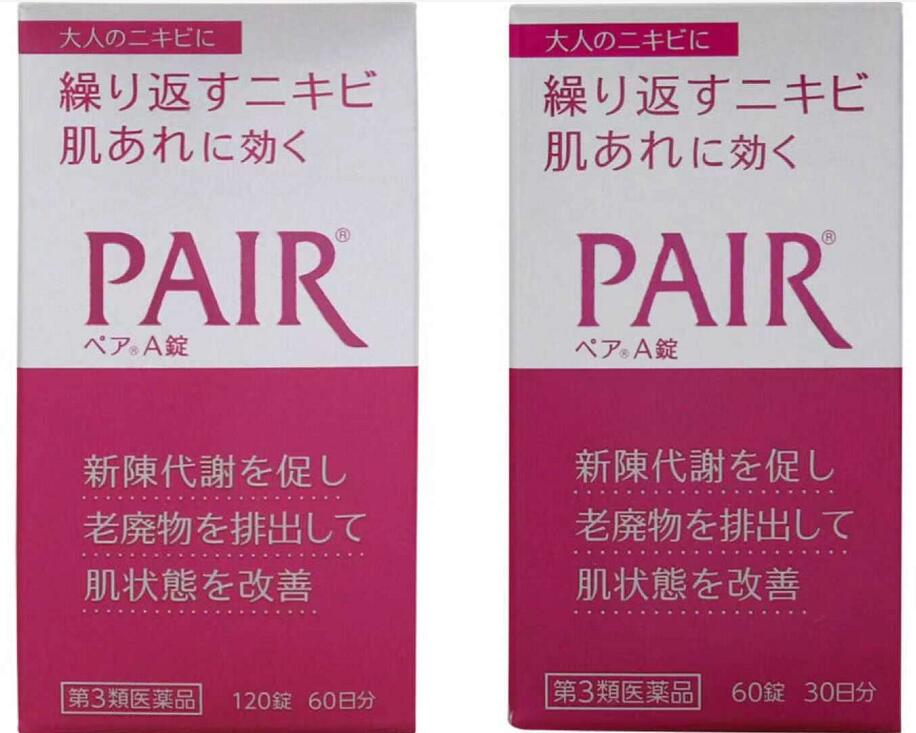 大人のニキビに
繰り返すニキビ
肌あれに効く
PAIR®
ペア®A錠
新陳代謝を促し
老廃物を排出して
肌状態を改善
第3類医薬品 120錠 60日分
大人のニキビに
繰り返すニキビ
肌あれに効く
PAIR®
ペア®A錠
新陳代謝を促し
老廃物を排出して
肌状態を改善
第3類医薬品 60錠 30日分